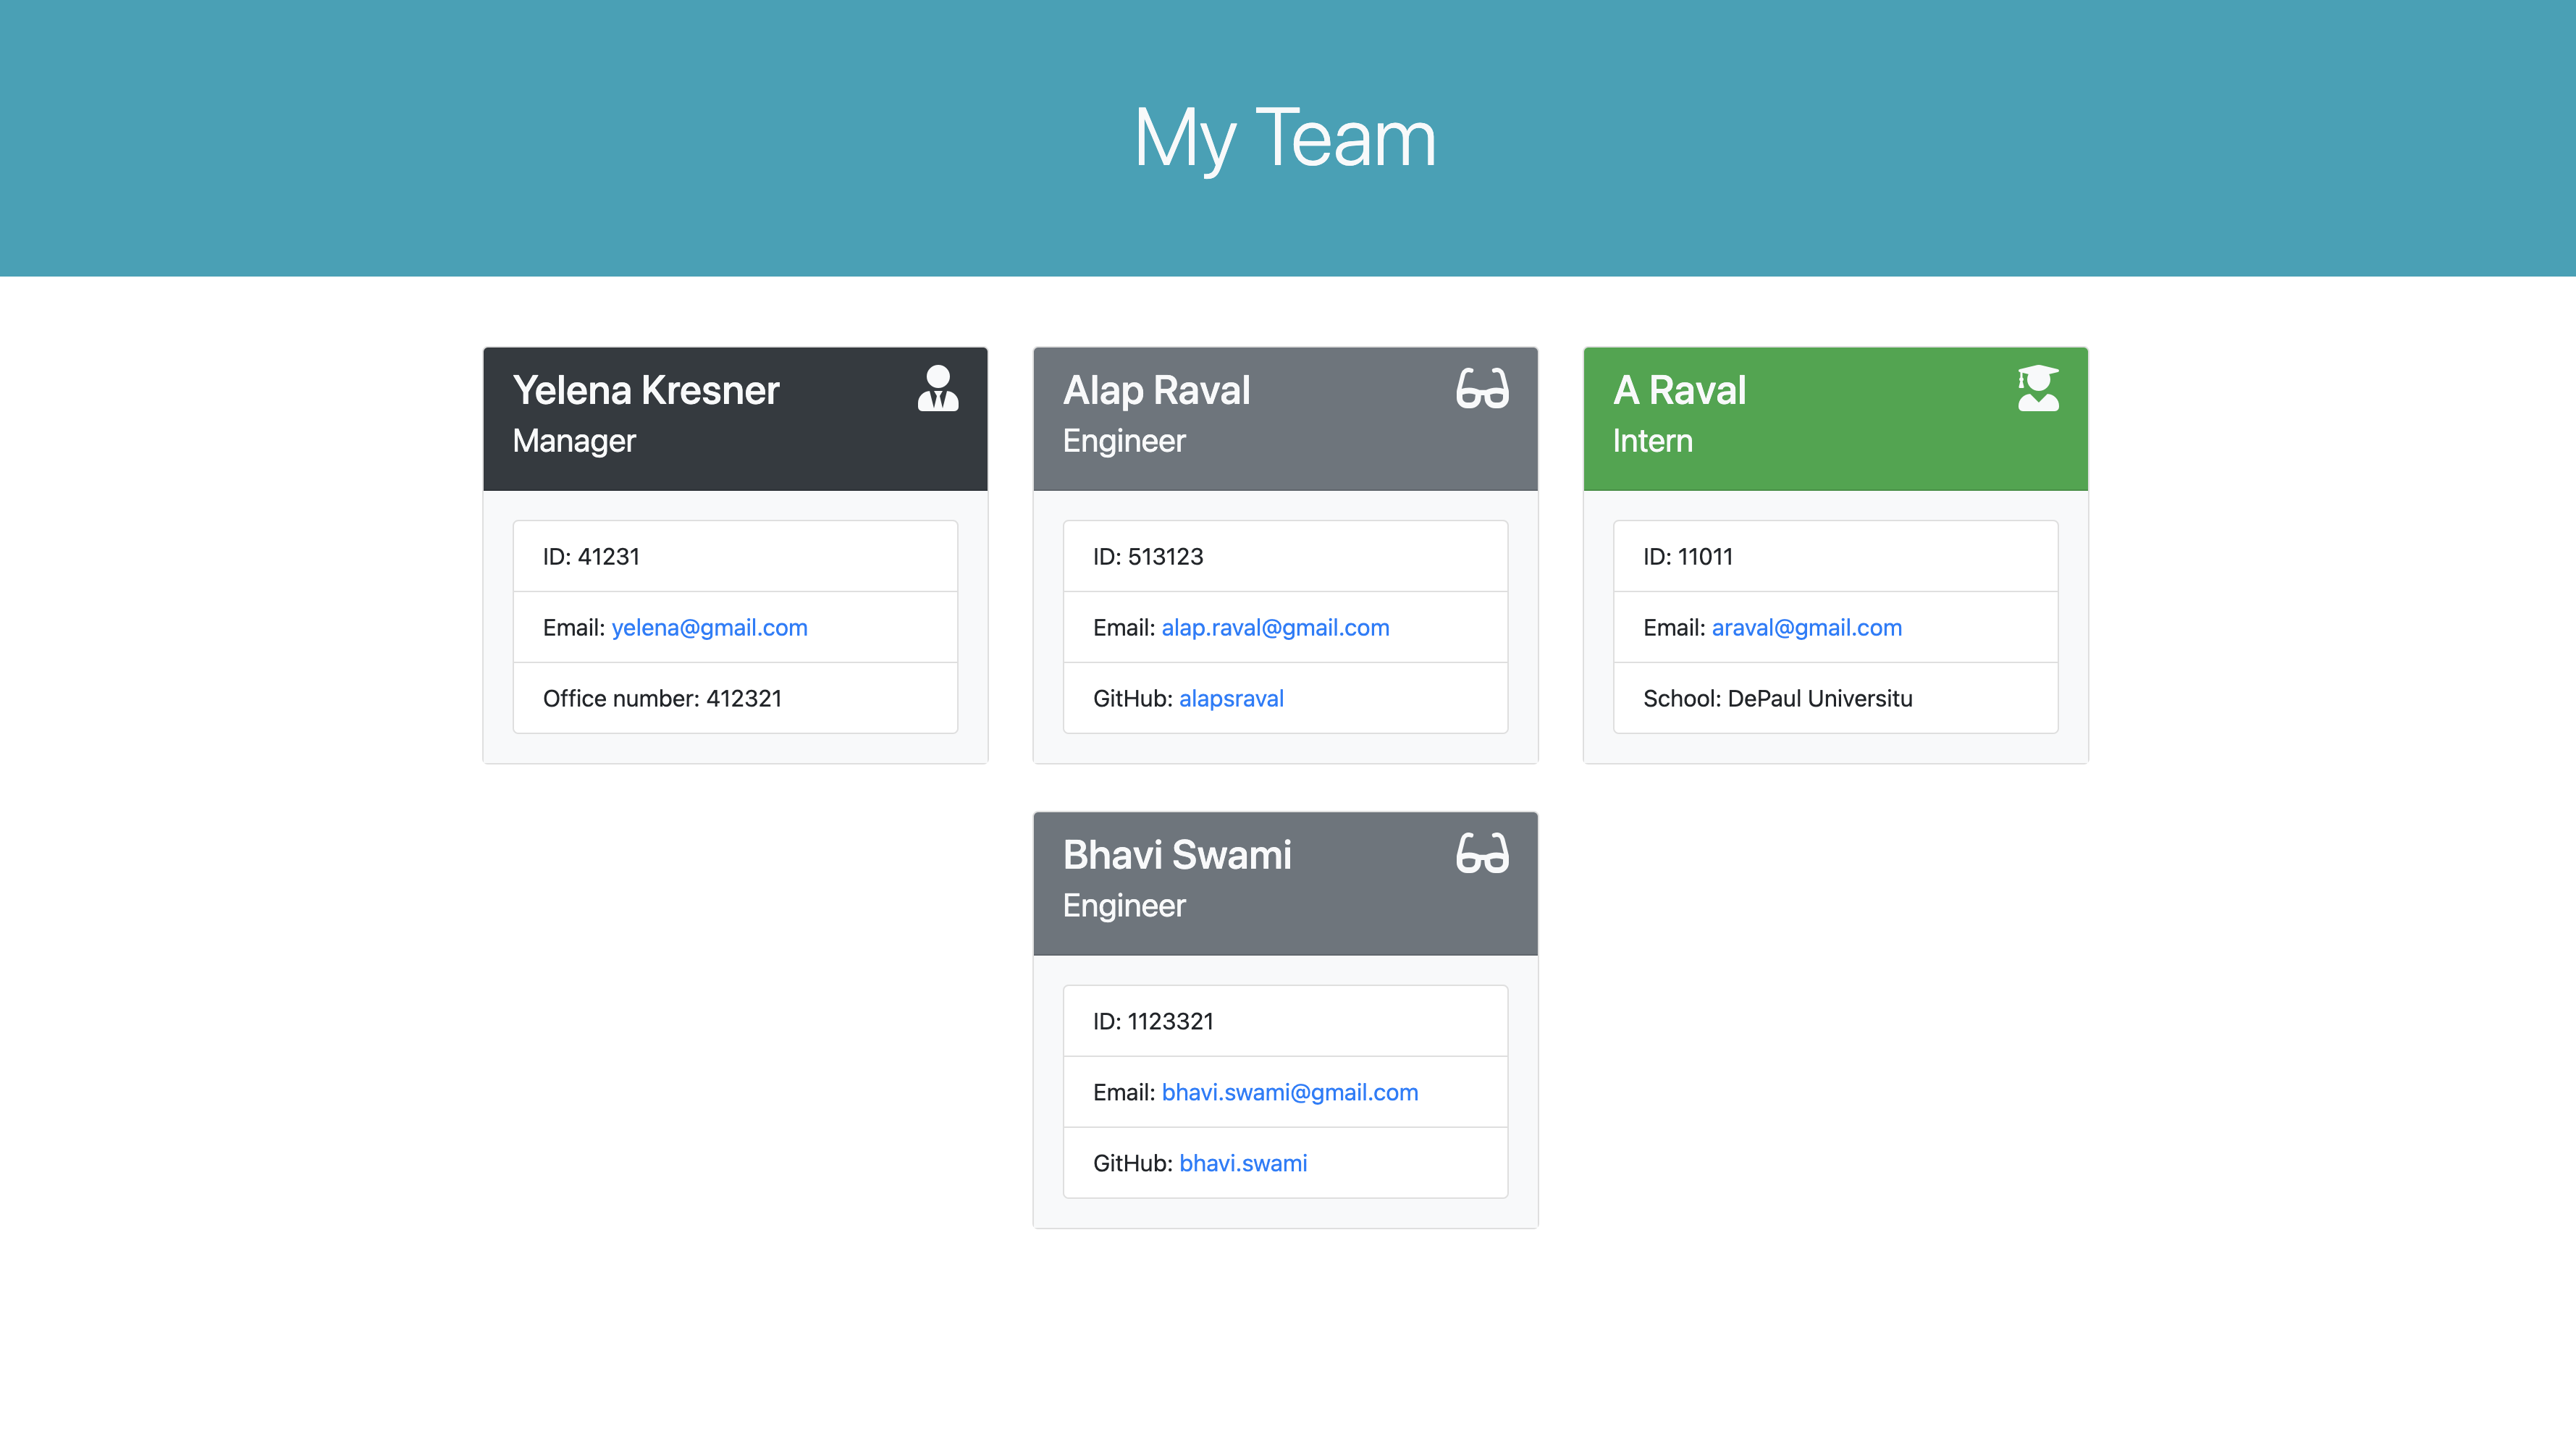 My Team
Yelena Kresner
Manager
ID: 41231
Email: yelena@gmail.com
Office number: 412321
Alap Raval
Engineer
ID: 513123
Email: alap.raval@gmail.com
GitHub: alapsraval
A Raval
Intern
ID: 11011
Email: araval@gmail.com
School: DePaul Universitu
Bhavi Swami
Engineer
ID: 1123321
Email: bhavi.swami@gmail.com
GitHub: bhavi.swami